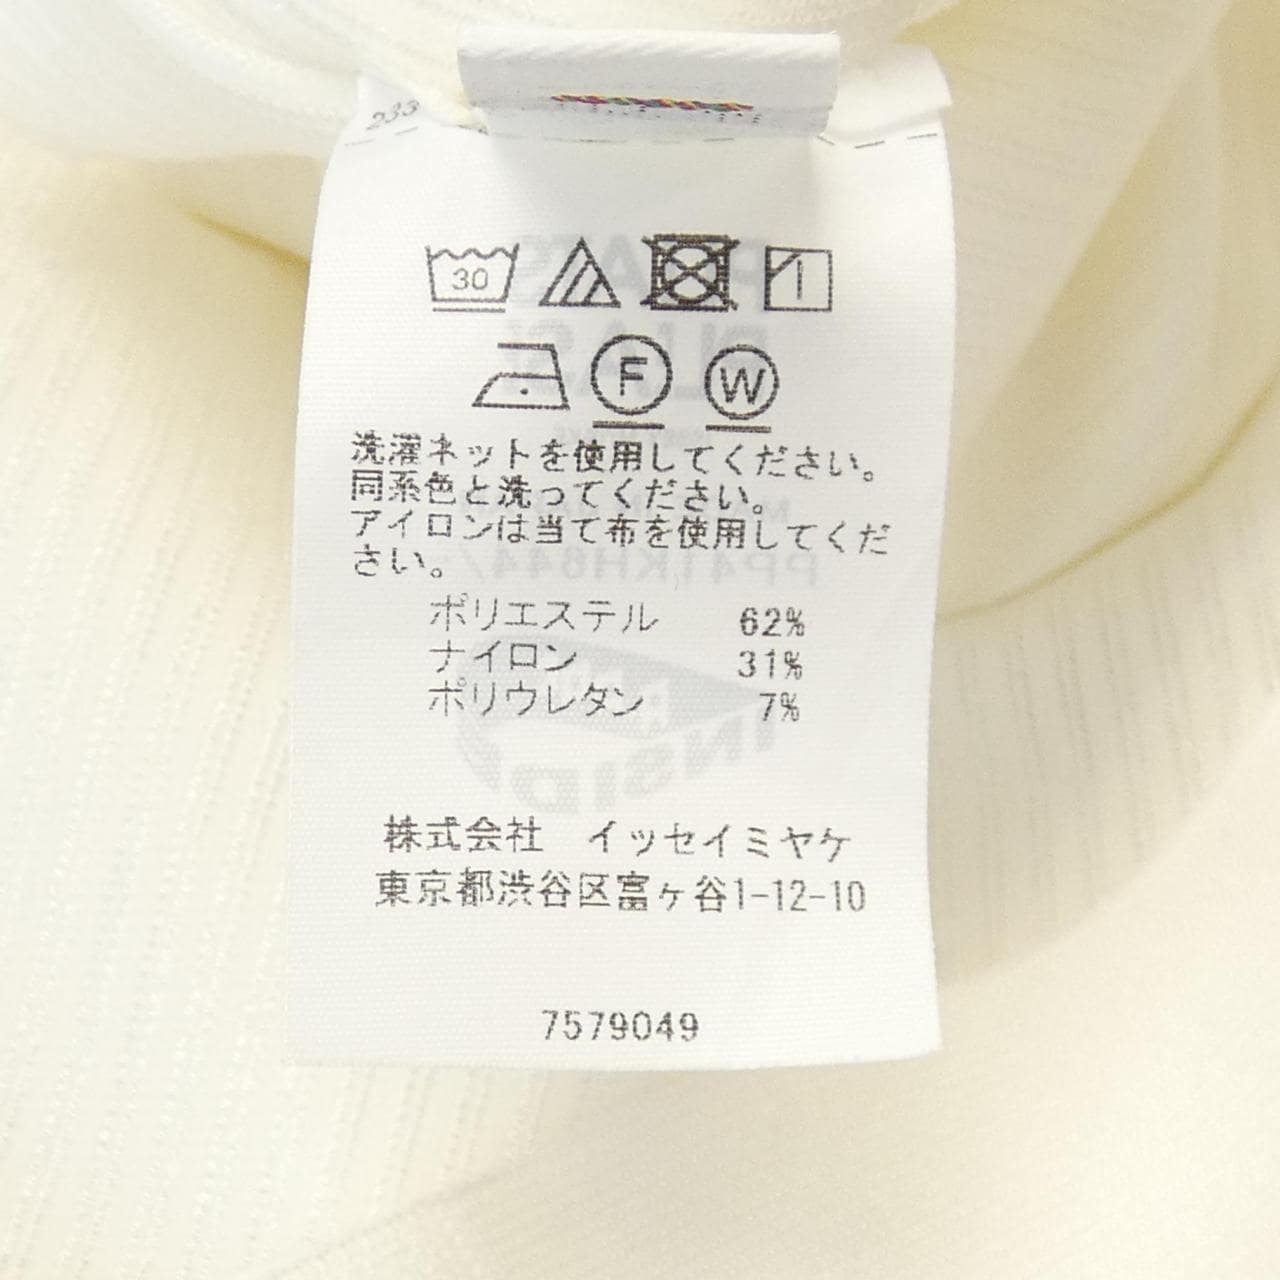 233
30
F W
洗濯ネットを使用してください。
同系色と洗ってください。
アイロンは当て布を使用してくだ
さい。
ポリエステル 62%
ナイロン 31%
ポリウレタン 7%
株式会社 イッセイミヤケ
東京都渋谷区富ヶ谷1-12-10
7579049